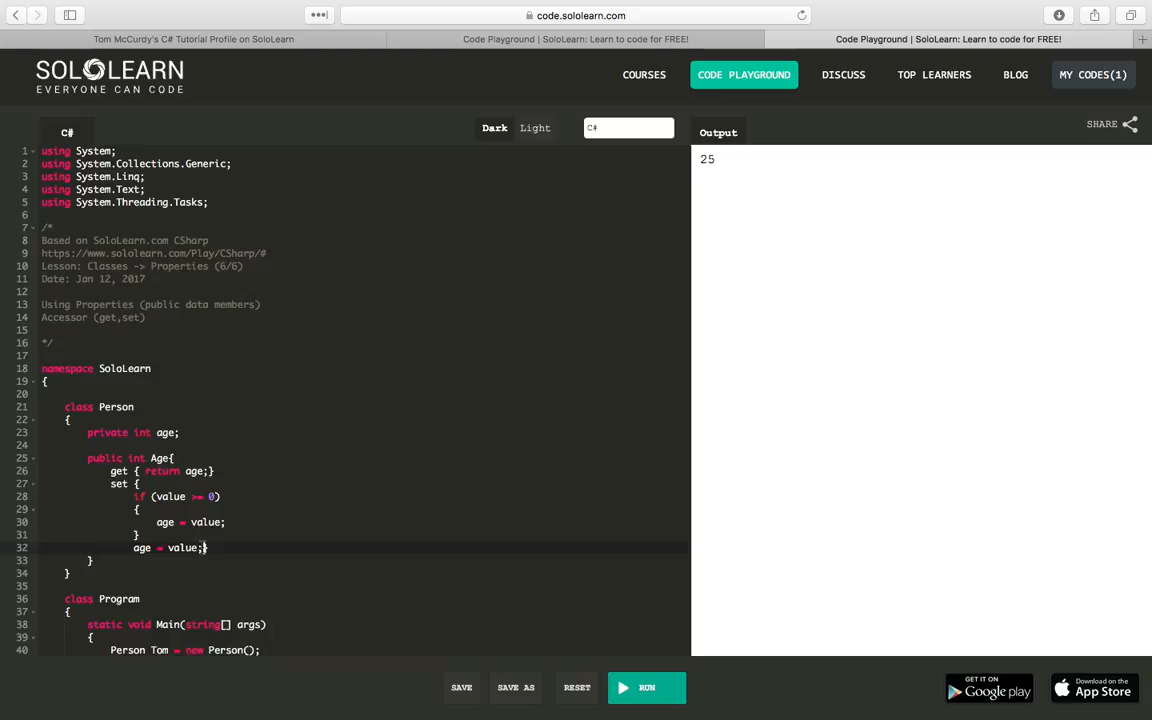 code.sololearn.com
Tom McCurdy's C# Tutorial Profile on SoloLearn
Code Playground | SoloLearn: Learn to code for FREE!
Code Playground | SoloLearn: Learn to code for FREE!
SOLOLEARN
EVERYONE CAN CODE
COURSES
CODE PLAYGROUND
DISCUSS
TOP LEARNERS
BLOG
MY CODES(1)
C#
Dark
Light
C#
Output
SHARE
1 using System;
2 using System.Collections.Generic;
3 using System.Linq;
4 using System.Text;
5 using System.Threading.Tasks;
6
7 /*
8 Based on SoloLearn.com CSharp
9 https://www.sololearn.com/Play/CSharp/#
10 Lesson: Classes -> Properties (6/6)
11 Date: Jan 12, 2017
12
13 Using Properties (public data members)
14 Accessor (get,set)
15
16 */
17
18 namespace SoloLearn
19 {
20
21 class Person
22 {
23 private int age;
24
25 public int Age{
26 get { return age;}
27 set {
28 if (value >= 0)
29 {
30 age = value;
31 }
32 age = value;}
33 }
34 }
35
36 class Program
37 {
38 static void Main(string[] args)
39 {
40 Person Tom = new Person();
25
SAVE
SAVE AS
RESET
RUN
GET IT ON
Google play
Download on the
App Store